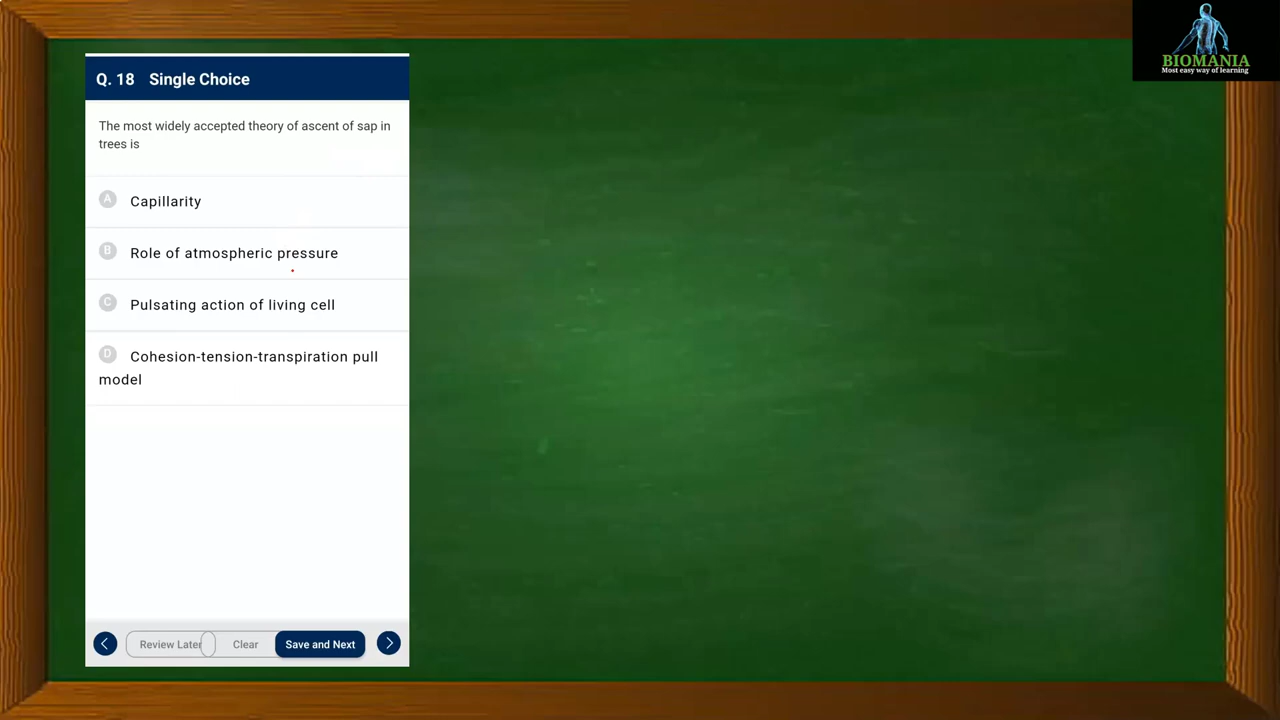 BIOMANIA
Most easy way of learning
Q. 18 Single Choice
The most widely accepted theory of ascent of sap in
trees is
A Capillarity
B Role of atmospheric pressure
C Pulsating action of living cell
D Cohesion-tension-transpiration pull
model
Review Later Clear Save and Next